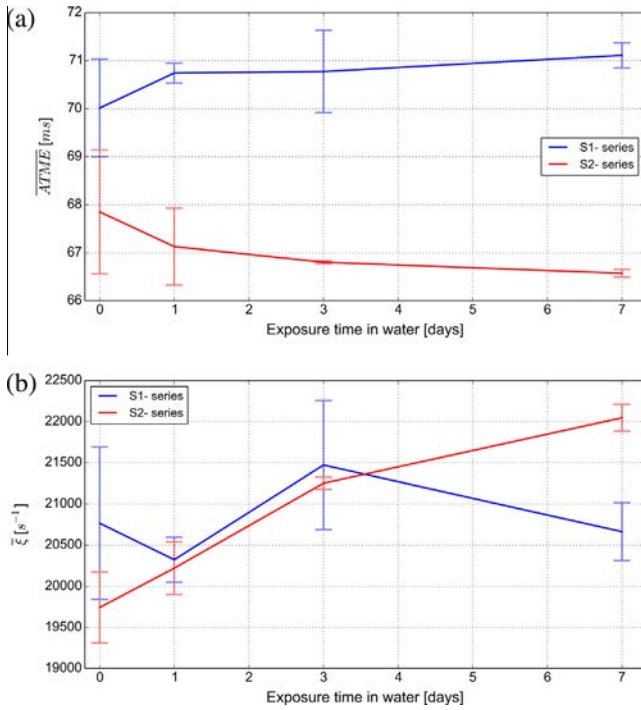 (a)
72
71
70
69
68
67
66
ATME [ms]
S1- series
S2- series
0 1 2 3 4 5 6 7
Exposure time in water [days]
(b)
22500
22000
21500
21000
20500
20000
19500
19000
ξ [s⁻¹]
S1- series
S2- series
0 1 2 3 4 5 6 7
Exposure time in water [days]